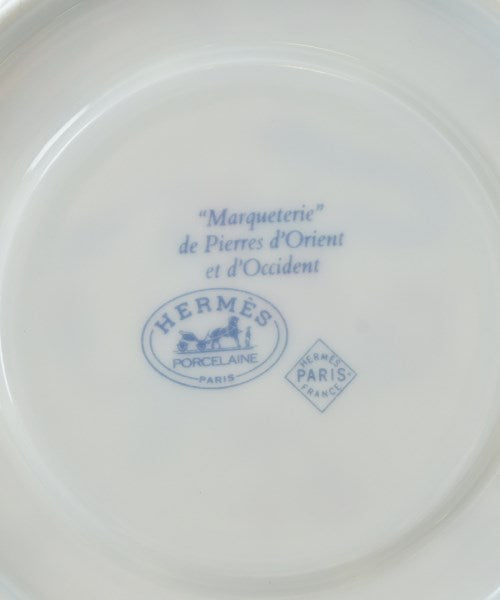 "Marqueterie"
de Pierres d'Orient
et d'Occident
HERMÈS
PORCELAINE
PARIS
HERMÈS
PARIS
FRANCE